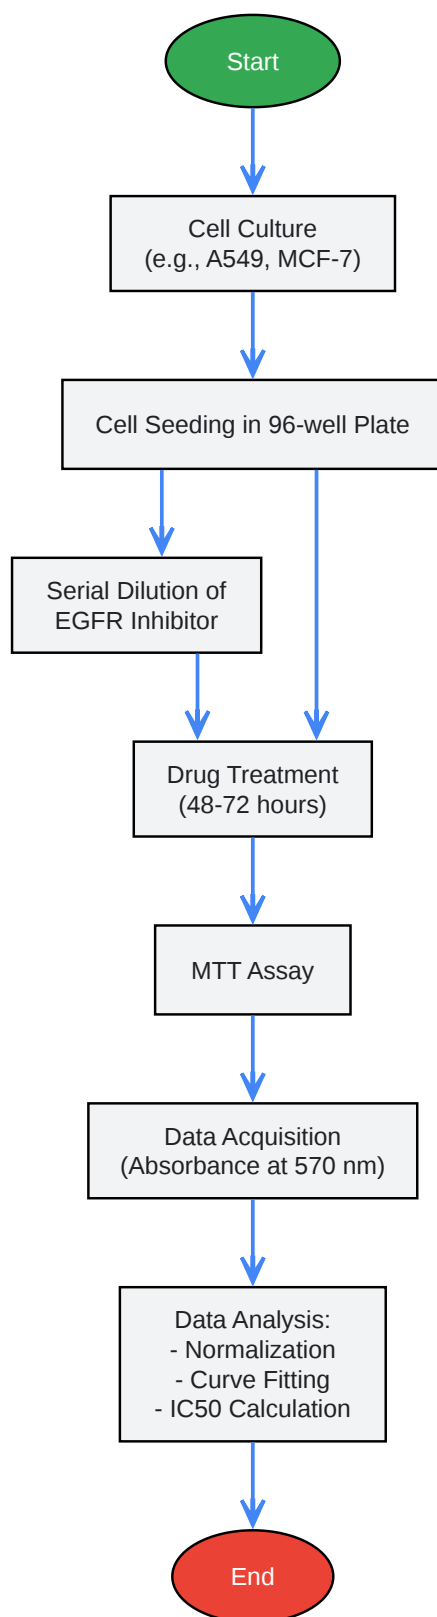 Start
Cell Culture
(e.g., A549, MCF-7)
Cell Seeding in 96-well Plate
Serial Dilution of
EGFR Inhibitor
Drug Treatment
(48-72 hours)
MTT Assay
Data Acquisition
(Absorbance at 570 nm)
Data Analysis:
- Normalization
- Curve Fitting
- IC50 Calculation
End